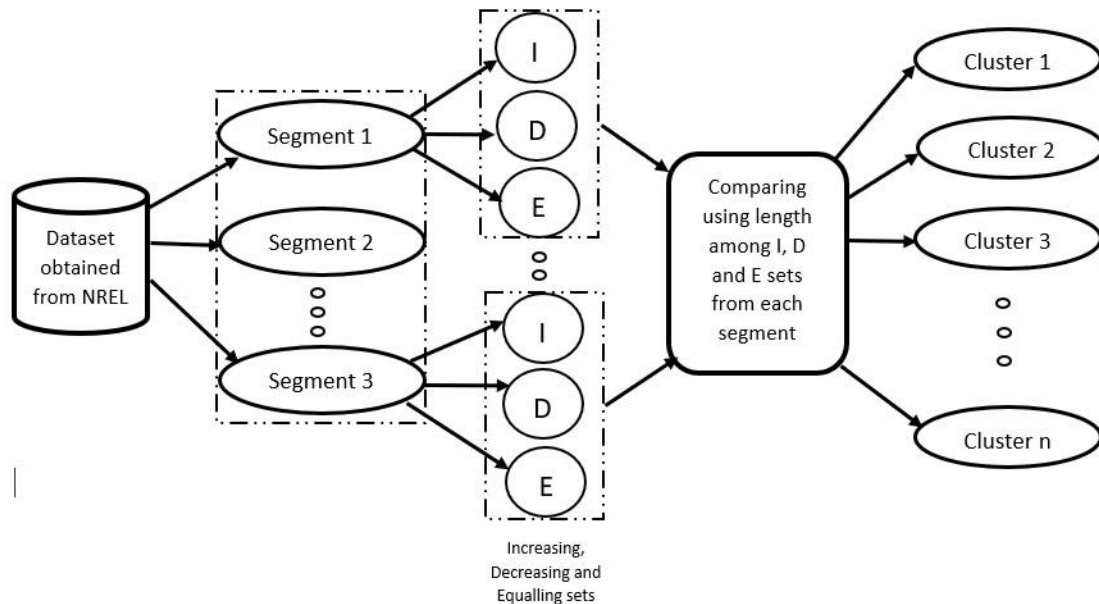 Dataset
obtained
from NREL
Segment 1
Segment 2
Segment 3
I
D
E
I
D
E
Increasing,
Decreasing and
Equalling sets
Comparing
using length
among I, D
and E sets
from each
segment
Cluster 1
Cluster 2
Cluster 3
Cluster n